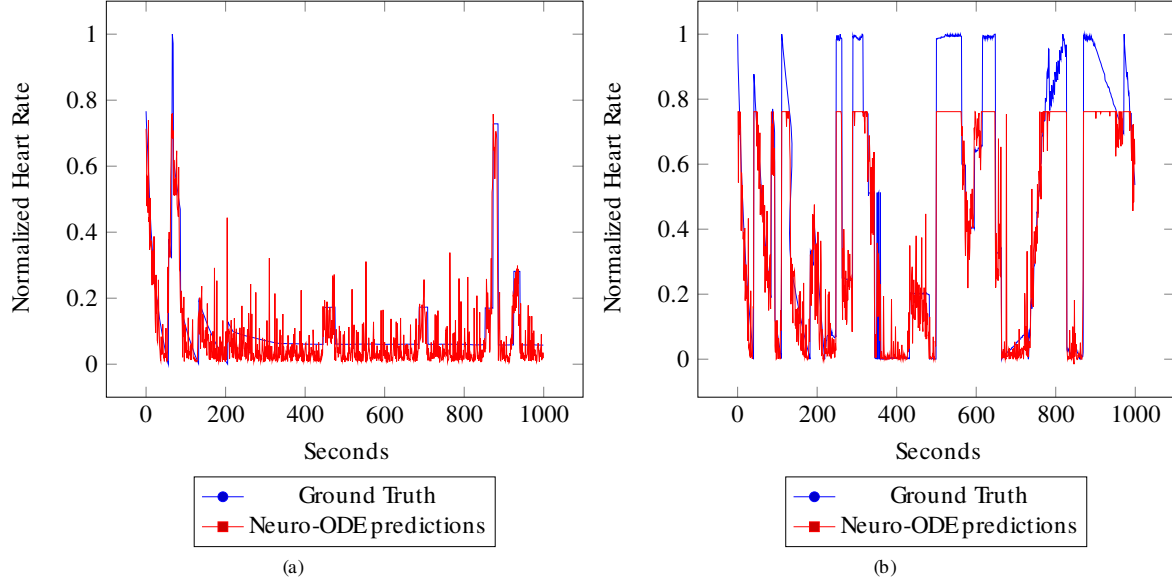 1
0.8
0.6
0.4
0.2
0
Normalized Heart Rate
0 200 400 600 800 1000
Seconds
Ground Truth
Neuro-ODE predictions
(a)
1
0.8
0.6
0.4
0.2
0
Normalized Heart Rate
0 200 400 600 800 1000
Seconds
Ground Truth
Neuro-ODE predictions
(b)